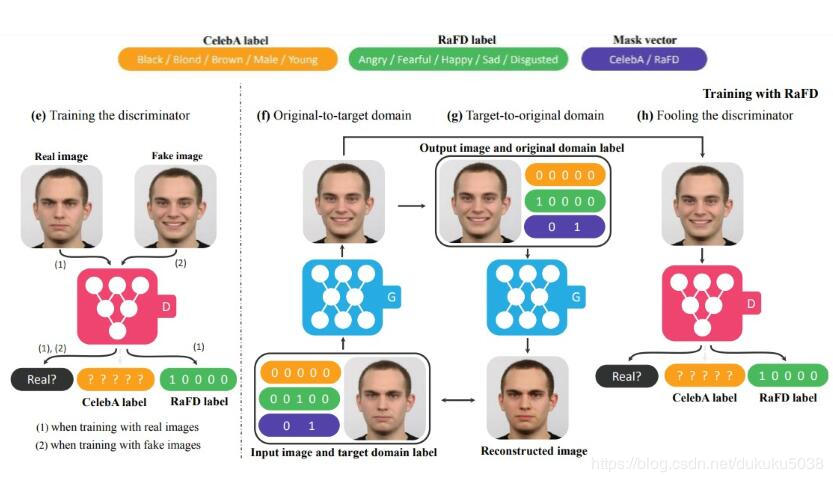 CelebA label
RaFD label
Mask vector
Black / Blond / Brown / Male / Young
Angry / Fearful / Happy / Sad / Disgusted
CelebA / RaFD
Training with RaFD
(e) Training the discriminator
(f) Original-to-target domain
(g) Target-to-original domain
(h) Fooling the discriminator
Real image
Fake image
(1)
(2)
D
(1), (2)
(1)
Real?
? ? ? ? ?
1 0 0 0 0
CelebA label
RaFD label
(1) when training with real images
(2) when training with fake images
G
0 0 0 0 0
0 0 1 0 0
0 1
Input image and target domain label
Output image and original domain label
0 0 0 0 0
1 0 0 0 0
0 1
G
Reconstructed image
D
Real?
? ? ? ? ?
1 0 0 0 0
CelebA label
RaFD label
https://blog.csdn.net/dukuku5038